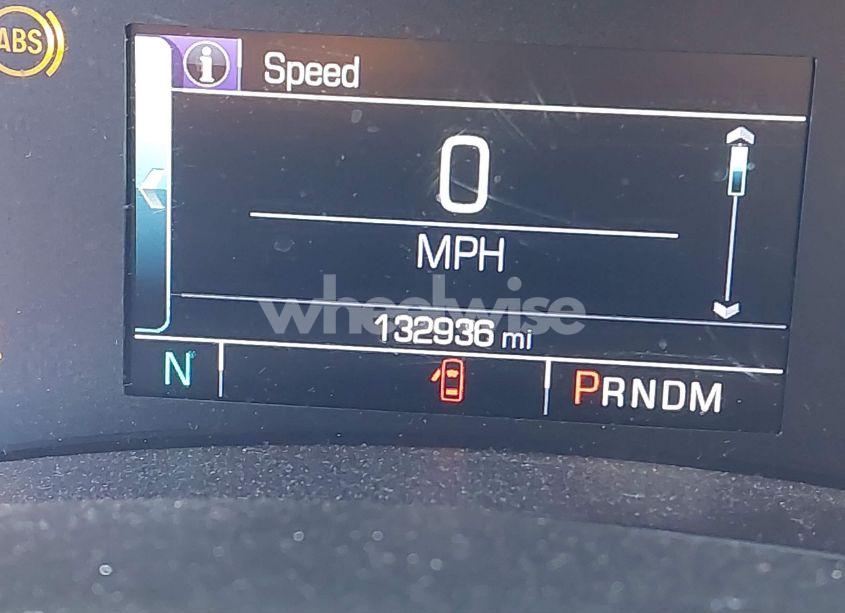 ABS
i Speed
0
MPH
wheelwise
132936 mi
N
PRNDM